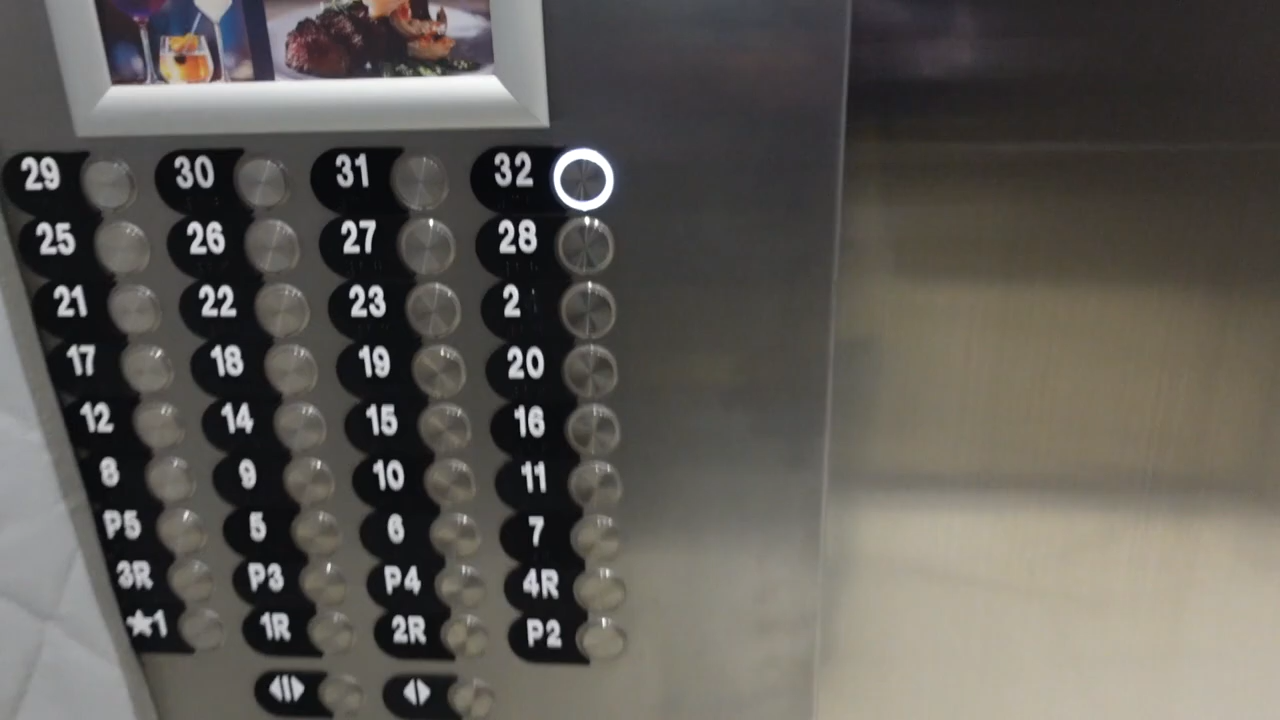 29 30 31 32
25 26 27 28
21 22 23 2
17 18 19 20
12 14 15 16
8 9 10 11
P5 5 6 7
3R P3 P4 4R
★1 1R 2R P2